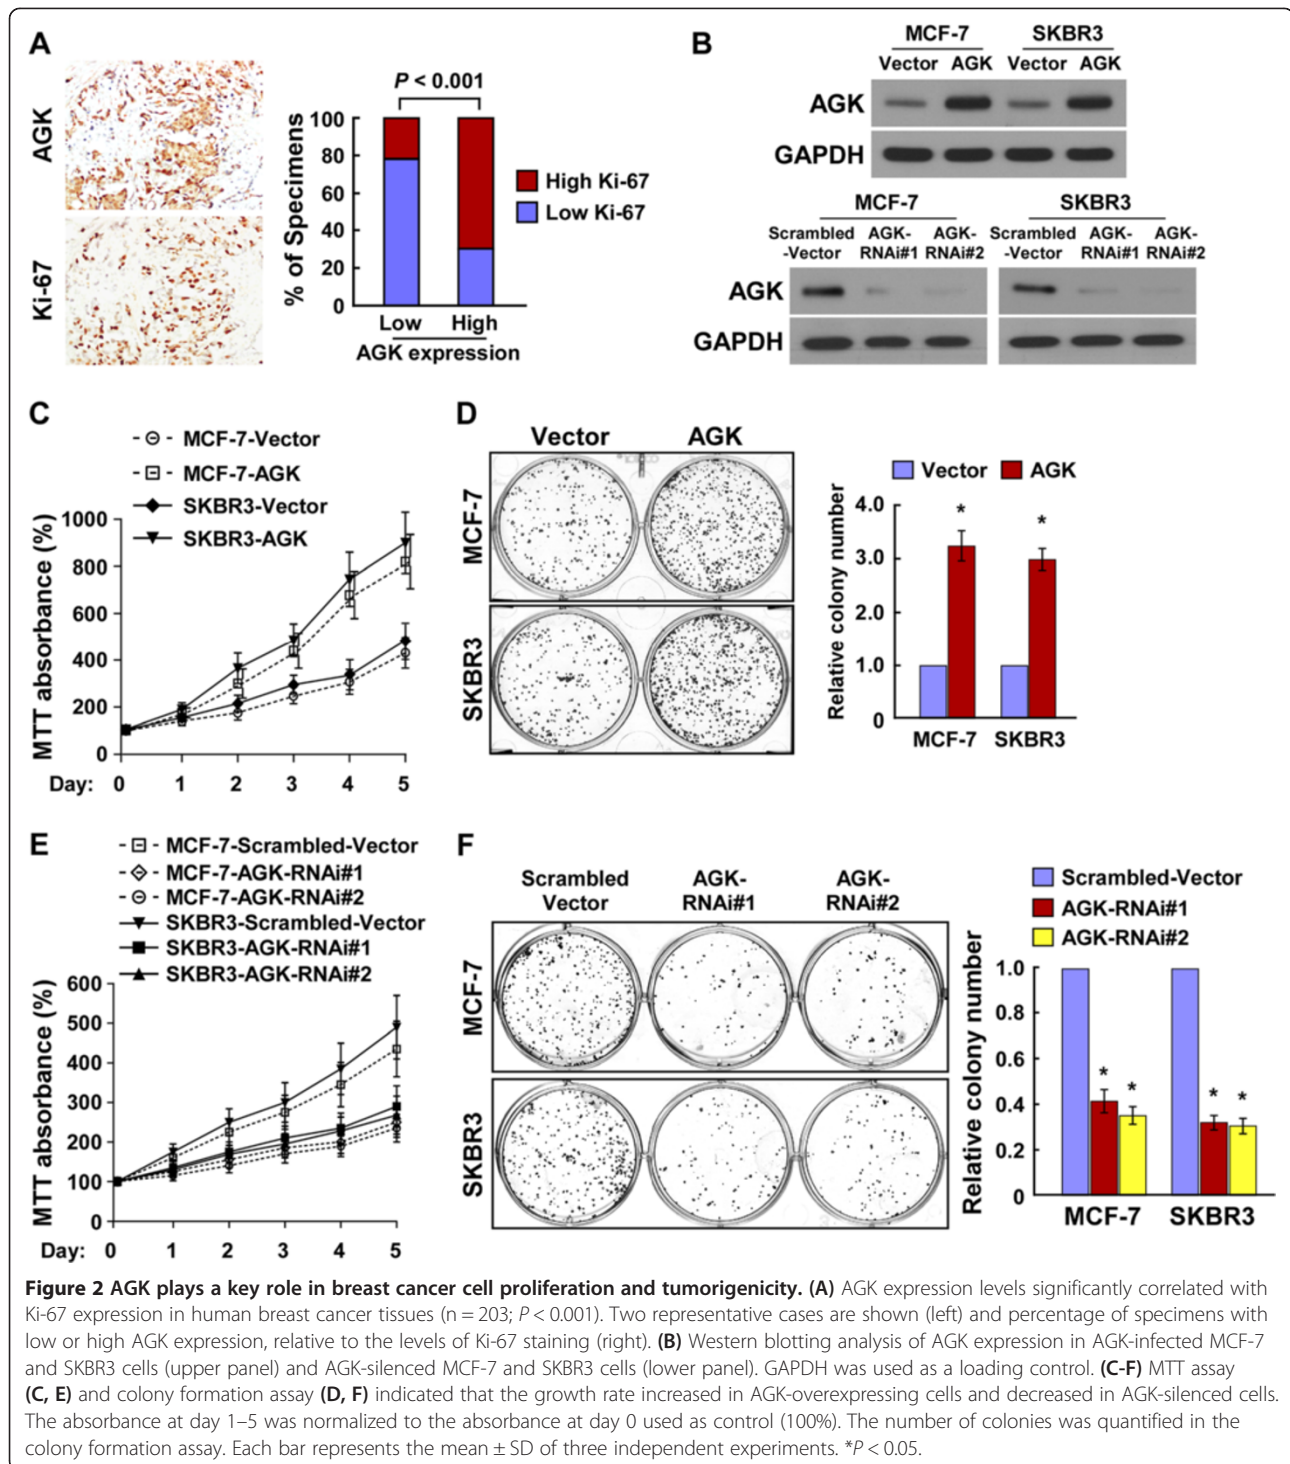 A
AGK
Ki-67
P < 0.001
% of Specimens
100
80
60
40
20
0
Low High
AGK expression
High Ki-67
Low Ki-67
B
MCF-7 SKBR3
Vector AGK Vector AGK
AGK
GAPDH
MCF-7 SKBR3
Scrambled -Vector AGK- RNAi#1 AGK- RNAi#2 Scrambled -Vector AGK- RNAi#1 AGK- RNAi#2
AGK
GAPDH
C
MCF-7-Vector
MCF-7-AGK
SKBR3-Vector
SKBR3-AGK
MTT absorbance (%)
1000
800
600
400
200
0
Day: 0 1 2 3 4 5
D
Vector AGK
MCF-7
SKBR3
Vector AGK
Relative colony number
4.0
3.0
2.0
1.0
0
* *
MCF-7 SKBR3
E
MCF-7-Scrambled-Vector
MCF-7-AGK-RNAi#1
MCF-7-AGK-RNAi#2
SKBR3-Scrambled-Vector
SKBR3-AGK-RNAi#1
SKBR3-AGK-RNAi#2
MTT absorbance (%)
600
500
400
300
200
100
0
Day: 0 1 2 3 4 5
F
Scrambled Vector AGK- RNAi#1 AGK- RNAi#2
MCF-7
SKBR3
Scrambled-Vector
AGK-RNAi#1
AGK-RNAi#2
Relative colony number
1.0
0.8
0.6
0.4
0.2
0
* * * *
MCF-7 SKBR3
Figure 2 AGK plays a key role in breast cancer cell proliferation and tumorigenicity. (A) AGK expression levels significantly correlated with
Ki-67 expression in human breast cancer tissues (n = 203; P < 0.001). Two representative cases are shown (left) and percentage of specimens with
low or high AGK expression, relative to the levels of Ki-67 staining (right). (B) Western blotting analysis of AGK expression in AGK-infected MCF-7
and SKBR3 cells (upper panel) and AGK-silenced MCF-7 and SKBR3 cells (lower panel). GAPDH was used as a loading control. (C-F) MTT assay
(C, E) and colony formation assay (D, F) indicated that the growth rate increased in AGK-overexpressing cells and decreased in AGK-silenced cells.
The absorbance at day 1–5 was normalized to the absorbance at day 0 used as control (100%). The number of colonies was quantified in the
colony formation assay. Each bar represents the mean ± SD of three independent experiments. *P < 0.05.